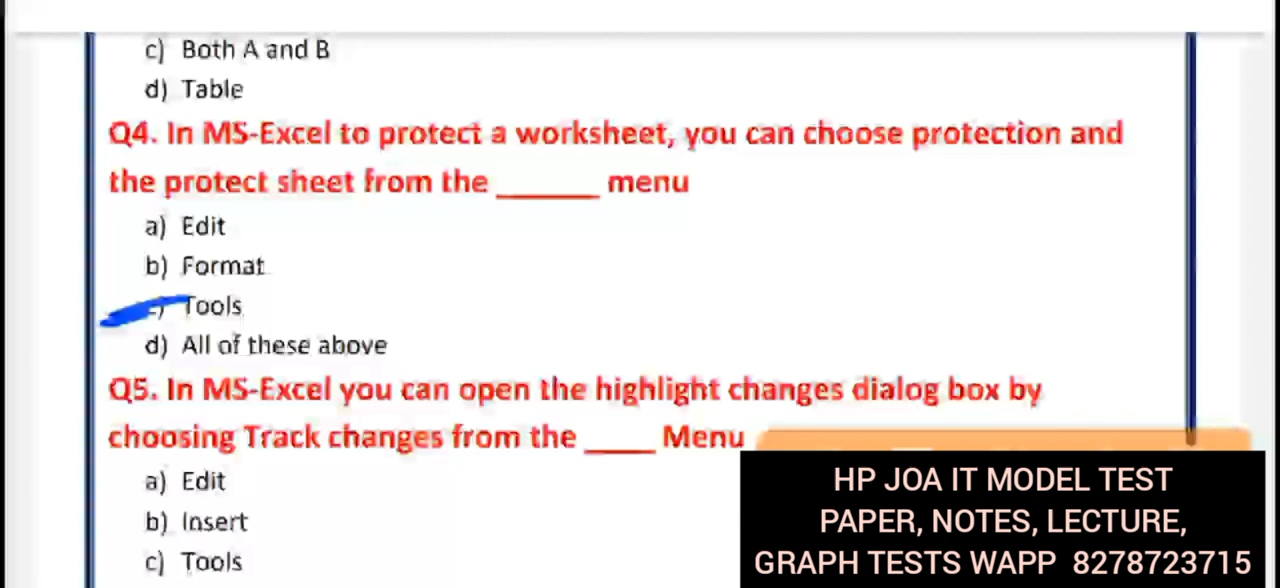 c) Both A and B
d) Table
Q4. In MS-Excel to protect a worksheet, you can choose protection and
the protect sheet from the ______ menu
a) Edit
b) Format
c) Tools
d) All of these above
Q5. In MS-Excel you can open the highlight changes dialog box by
choosing Track changes from the ____ Menu
a) Edit
b) Insert
c) Tools
HP JOA IT MODEL TEST
PAPER, NOTES, LECTURE,
GRAPH TESTS WAPP 8278723715